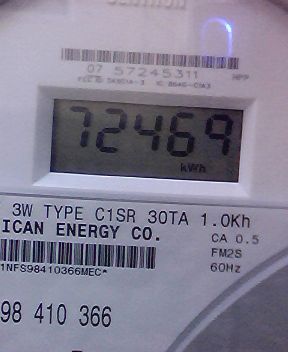 07 57245311 HPP
72469
kWh
3W TYPE C1SR 30TA 1.0Kh
ICAN ENERGY CO.
CA 0.5
FM2S
60Hz
1NFS98410366MEC*
98 410 366